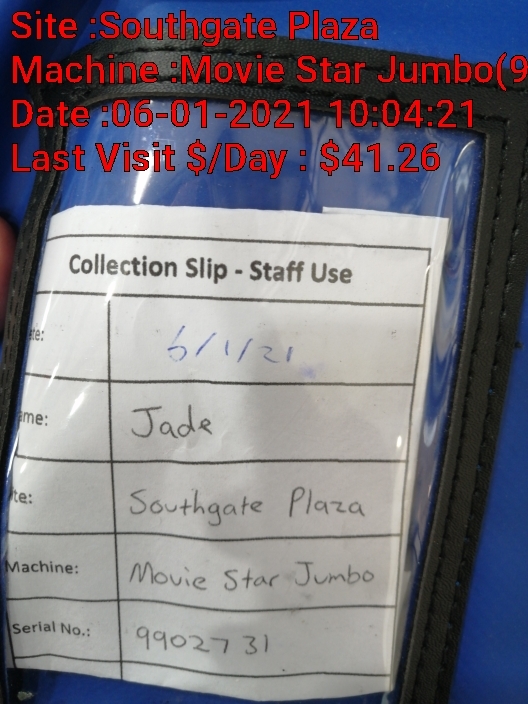 Site :Southgate Plaza
Machine :Movie Star Jumbo(9
Date :06-01-2021 10:04:21
Last Visit $/Day : $41.26
Collection Slip - Staff Use
te: 6/1/21
ame: Jade
te: Southgate Plaza
Machine: Movie Star Jumbo
Serial No.: 9902731